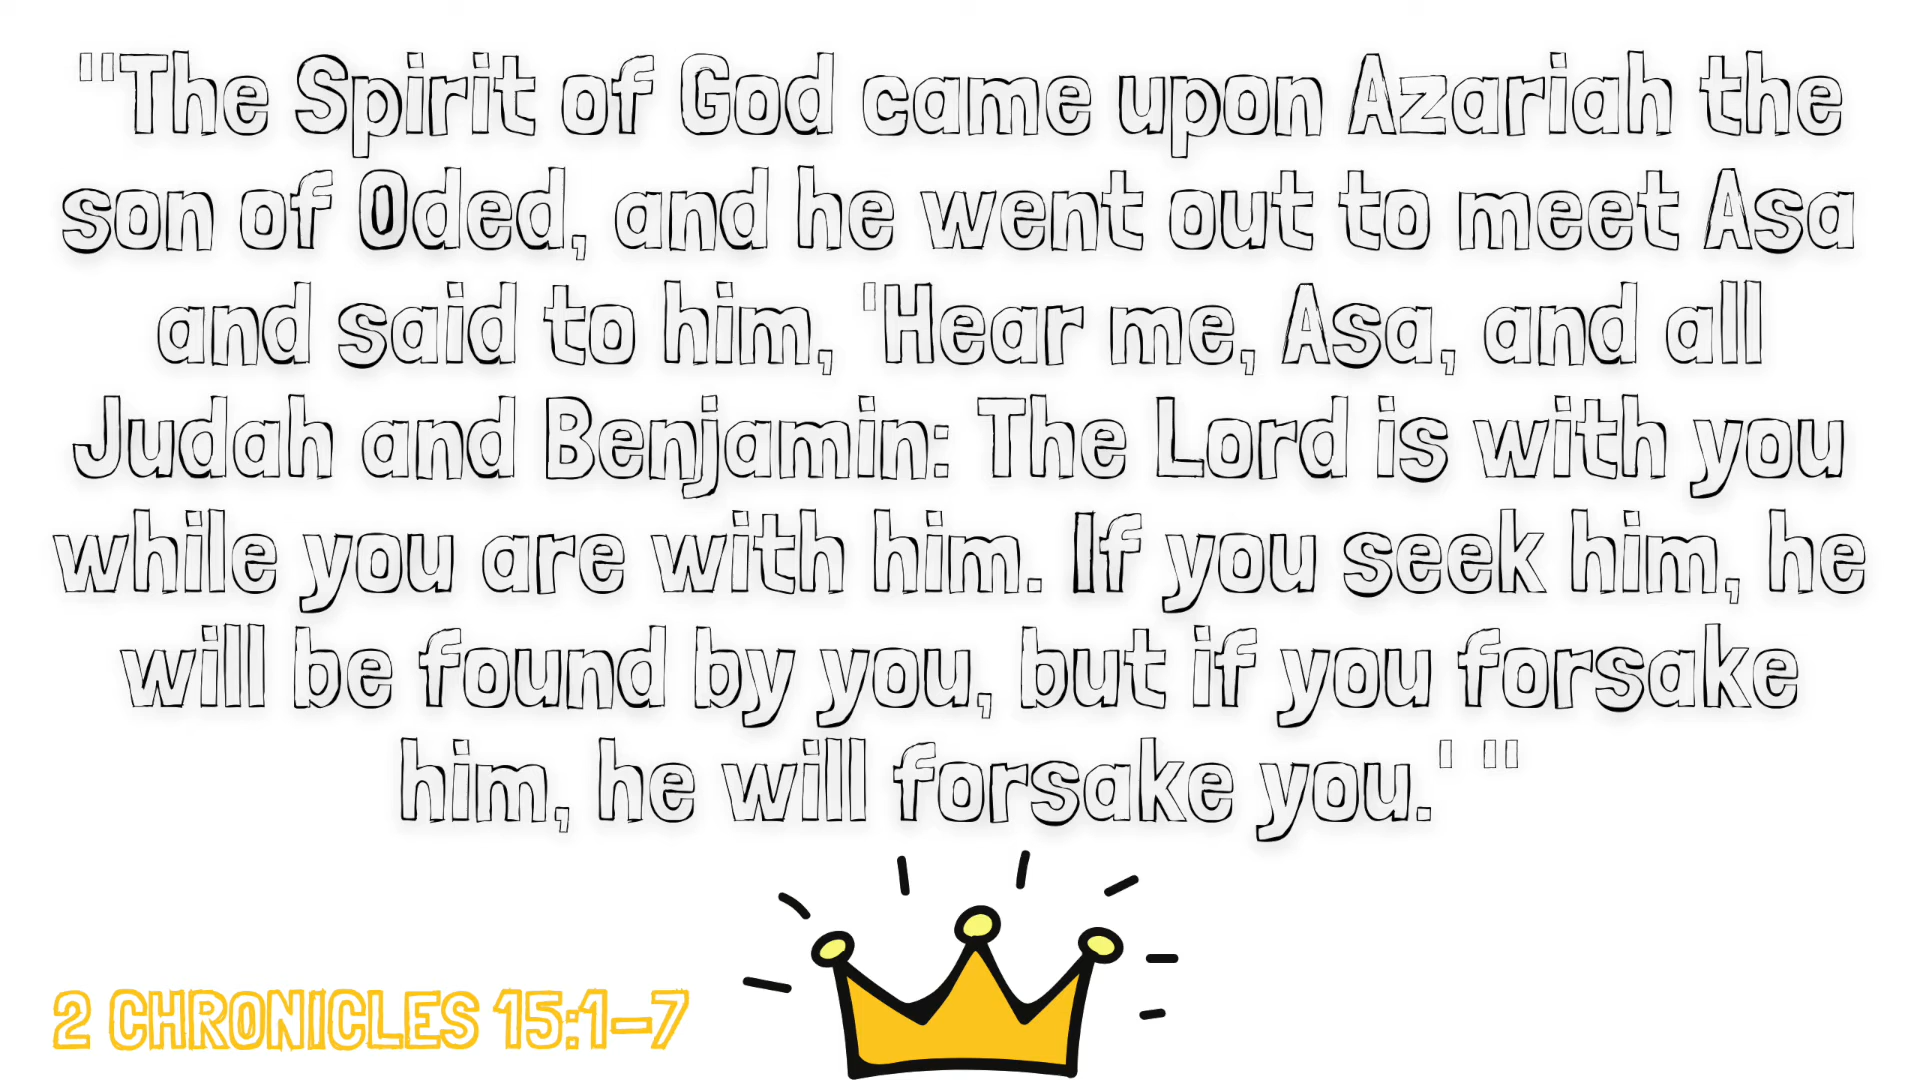 "The Spirit of God came upon Azariah the
son of Oded, and he went out to meet Asa
and said to him, 'Hear me, Asa, and all
Judah and Benjamin: The Lord is with you
while you are with him. If you seek him, he
will be found by you, but if you forsake
him, he will forsake you.' "
2 CHRONICLES 15:1-7